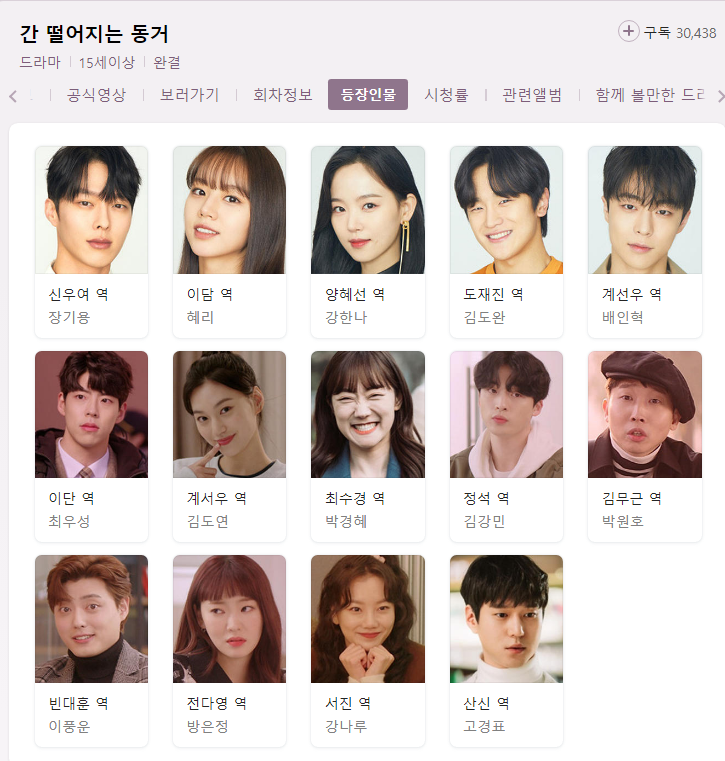 간 떨어지는 동거
구독 30,438
드라마 15세이상 완결
공식영상 보러가기 회차정보 등장인물 시청률 관련앨범 함께 볼만한 드
신우여 역 이담 역 양혜선 역 도재진 역 계선우 역
장기용 혜리 강한나 김도완 배인혁
이단 역 계서우 역 최수경 역 정석 역 김무근 역
최우성 김도연 박경혜 김강민 박원호
빈대훈 역 전다영 역 서진 역 산신 역
이풍운 방은정 강나루 고경표